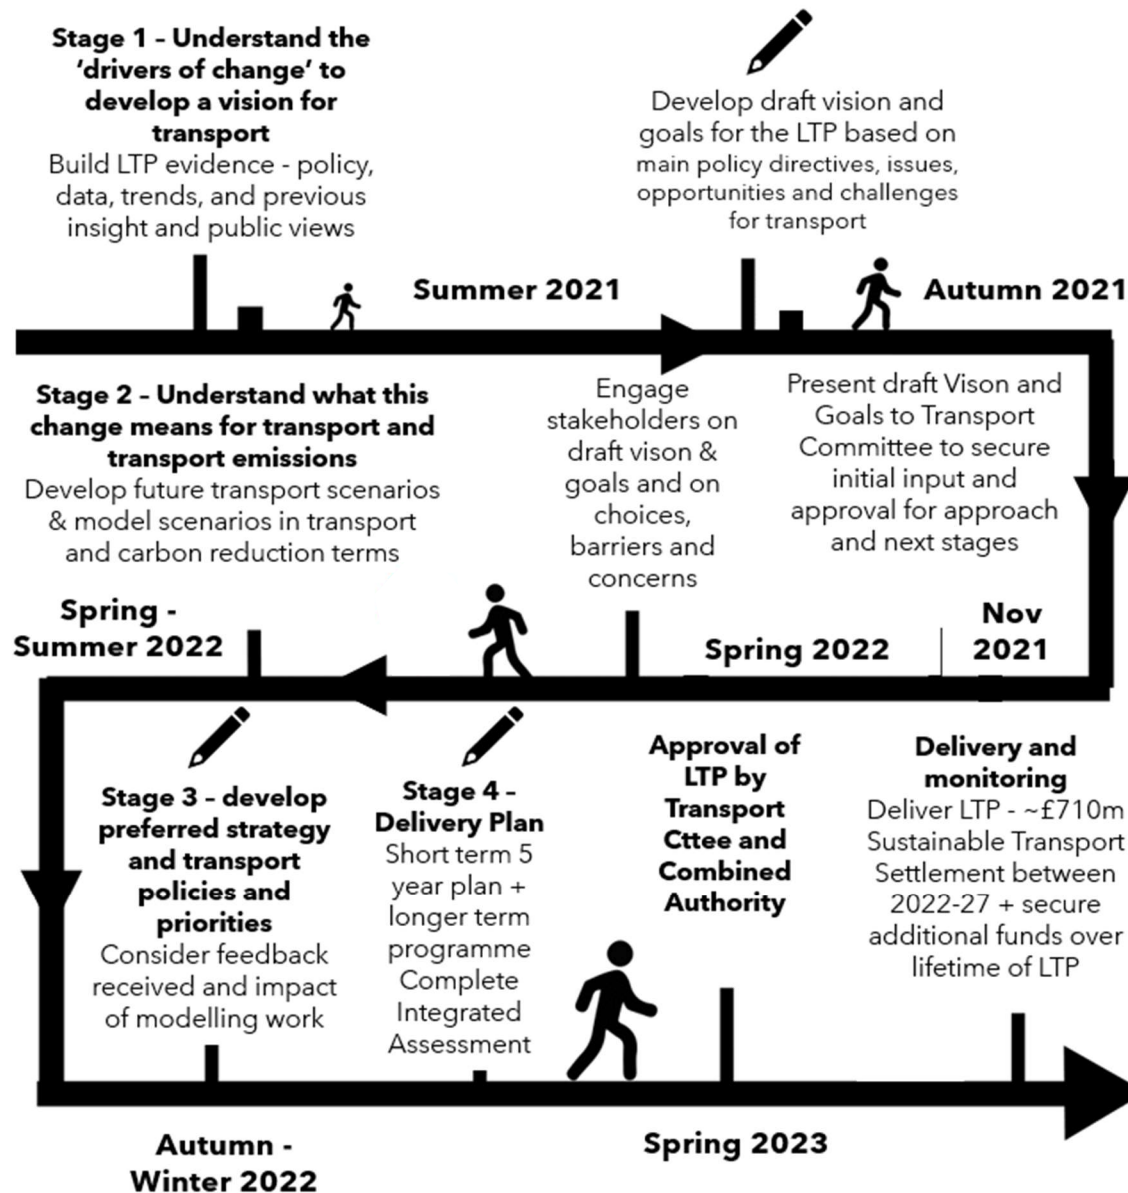 Stage 1 – Understand the
‘drivers of change’ to
develop a vision for
transport
Build LTP evidence - policy,
data, trends, and previous
insight and public views
Develop draft vision and
goals for the LTP based on
main policy directives, issues,
opportunities and challenges
for transport
Summer 2021
Autumn 2021
Present draft Vison and
Goals to Transport
Committee to secure
initial input and
approval for approach
and next stages
Nov
2021
Engage
stakeholders on
draft vison &
goals and on
choices,
barriers and
concerns
Spring 2022
Stage 2 – Understand what this
change means for transport and
transport emissions
Develop future transport scenarios
& model scenarios in transport
and carbon reduction terms
Spring -
Summer 2022
Stage 3 – develop
preferred strategy
and transport
policies and
priorities
Consider feedback
received and impact
of modelling work
Autumn -
Winter 2022
Stage 4 –
Delivery Plan
Short term 5
year plan +
longer term
programme
Complete
Integrated
Assessment
Approval of
LTP by
Transport
Cttee and
Combined
Authority
Spring 2023
Delivery and
monitoring
Deliver LTP - ~£710m
Sustainable Transport
Settlement between
2022-27 + secure
additional funds over
lifetime of LTP